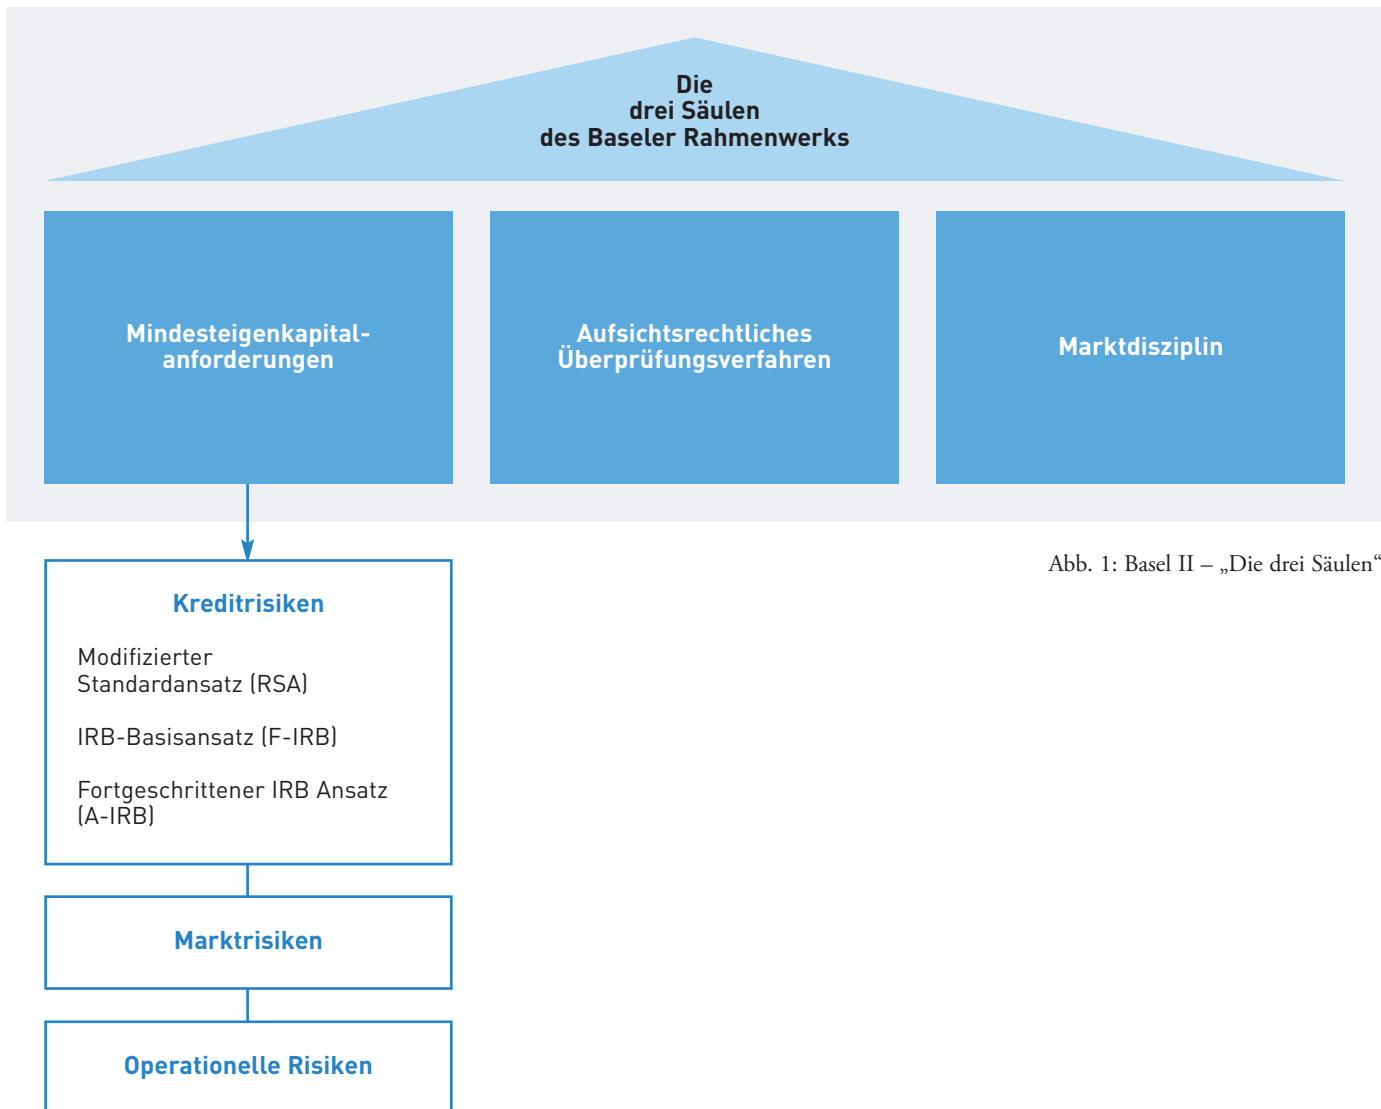 Die
drei Säulen
des Baseler Rahmenwerks
Mindesteigenkapital-
anforderungen
Aufsichtsrechtliches
Überprüfungsverfahren
Marktdisziplin
Abb. 1: Basel II – „Die drei Säulen“
Kreditrisiken
Modifizierter
Standardansatz (RSA)
IRB-Basisansatz (F-IRB)
Fortgeschrittener IRB Ansatz
(A-IRB)
Marktrisiken
Operationelle Risiken